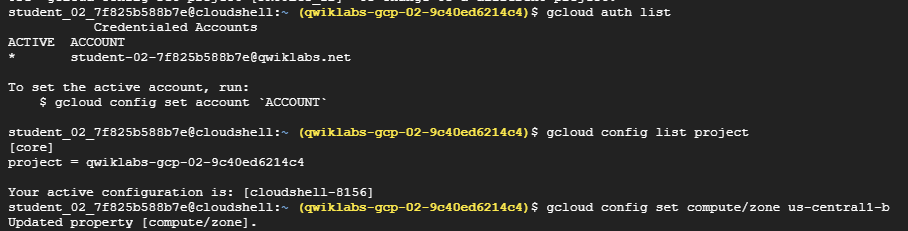 student_02_7f825b588b7e@cloudshell:~ (qwiklabs-gcp-02-9c40ed6214c4)$ gcloud auth list
Credentialed Accounts
ACTIVE  ACCOUNT
*       student-02-7f825b588b7e@qwiklabs.net
To set the active account, run:
    $ gcloud config set account `ACCOUNT`
student_02_7f825b588b7e@cloudshell:~ (qwiklabs-gcp-02-9c40ed6214c4)$ gcloud config list project
[core]
project = qwiklabs-gcp-02-9c40ed6214c4
Your active configuration is: [cloudshell-8156]
student_02_7f825b588b7e@cloudshell:~ (qwiklabs-gcp-02-9c40ed6214c4)$ gcloud config set compute/zone us-central1-b
Updated property [compute/zone].